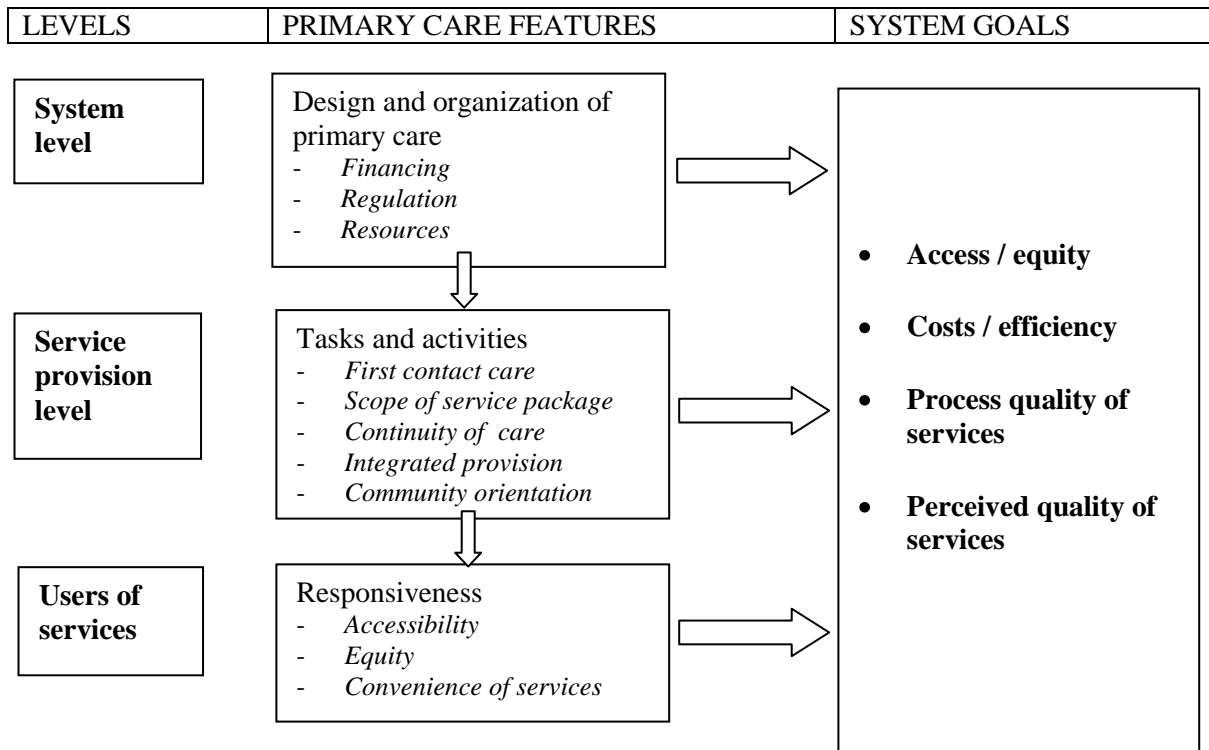 LEVELS
PRIMARY CARE FEATURES
SYSTEM GOALS
System
level
Design and organization of
primary care
- Financing
- Regulation
- Resources
Service
provision
level
Tasks and activities
- First contact care
- Scope of service package
- Continuity of care
- Integrated provision
- Community orientation
Users of
services
Responsiveness
- Accessibility
- Equity
- Convenience of services
• Access / equity
• Costs / efficiency
• Process quality of
services
• Perceived quality of
services